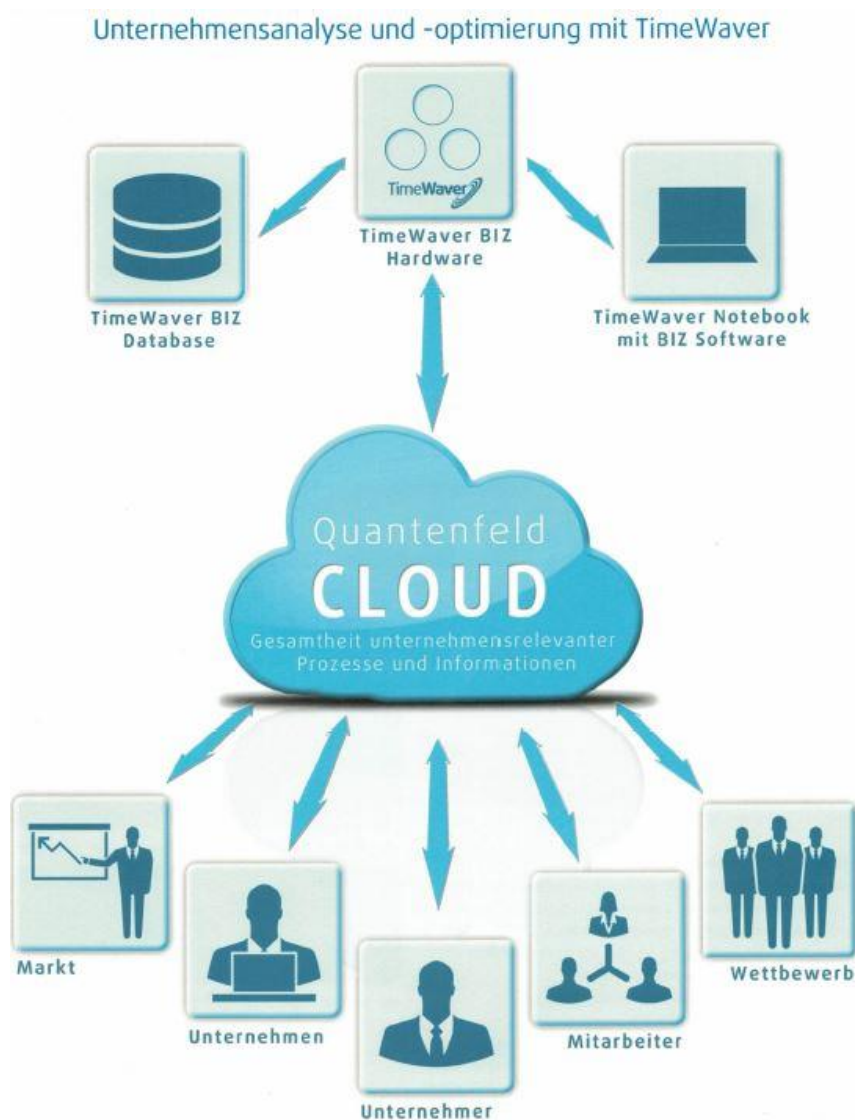 Unternehmensanalyse und -optimierung mit TimeWaver
TimeWaver
TimeWaver BIZ
Hardware
TimeWaver BIZ
Database
TimeWaver Notebook
mit BIZ Software
Quantenfeld
CLOUD
Gesamtheit unternehmensrelevanter
Prozesse und Informationen
Markt
Unternehmen
Unternehmer
Mitarbeiter
Wettbewerb